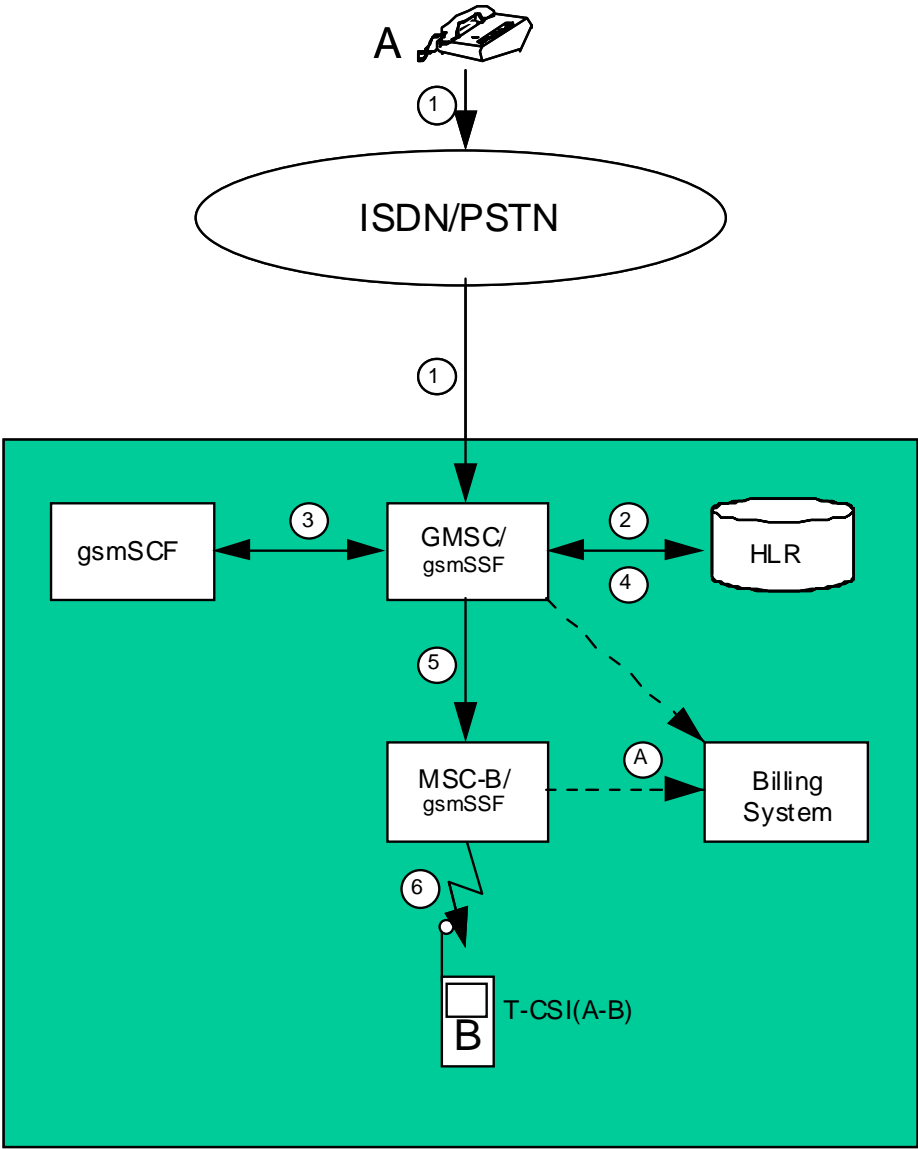 A
1
ISDN/PSTN
1
gsmSCF
3
GMSC/
gsmSSF
2
4
HLR
5
MSC-B/
gsmSSF
A
Billing
System
6
B
T-CSI(A-B)